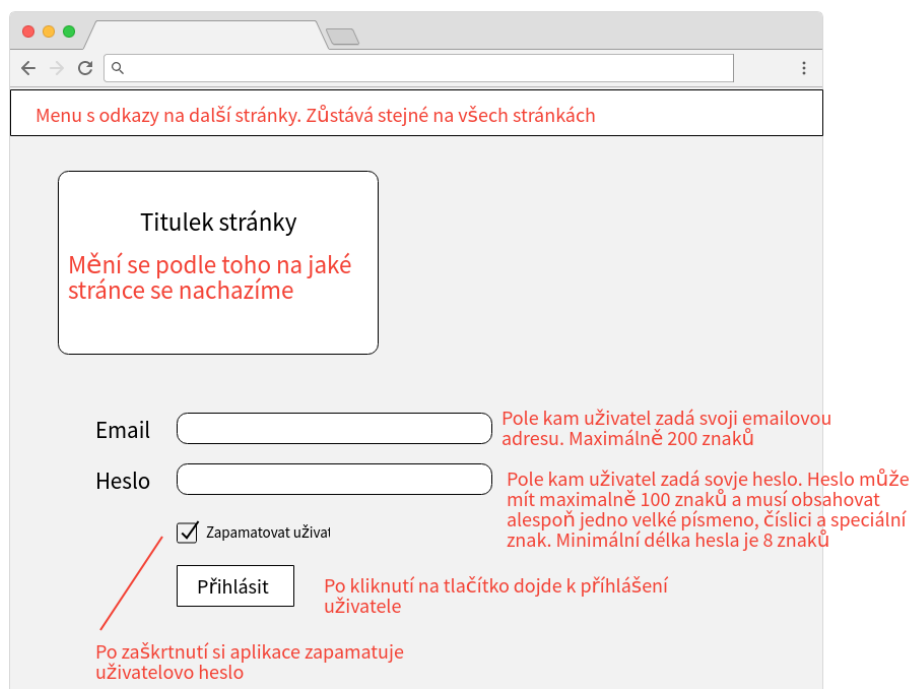 Menu s odkazy na další stránky. Zůstává stejné na všech stránkách
Titulek stránky
Mění se podle toho na jaké
stránce se nachazíme
Email
Pole kam uživatel zadá svoji emailovou
adresu. Maximálně 200 znaků
Heslo
Pole kam uživatel zadá sovje heslo. Heslo může
mít maximalně 100 znaků a musí obsahovat
alespoň jedno velké písmeno, číslici a speciální
znak. Minimální délka hesla je 8 znaků
Zapamatovat uživat
Přihlásit
Po kliknutí na tlačítko dojde k příhlášení
uživatele
Po zaškrtnutí si aplikace zapamatuje
uživatelovo heslo